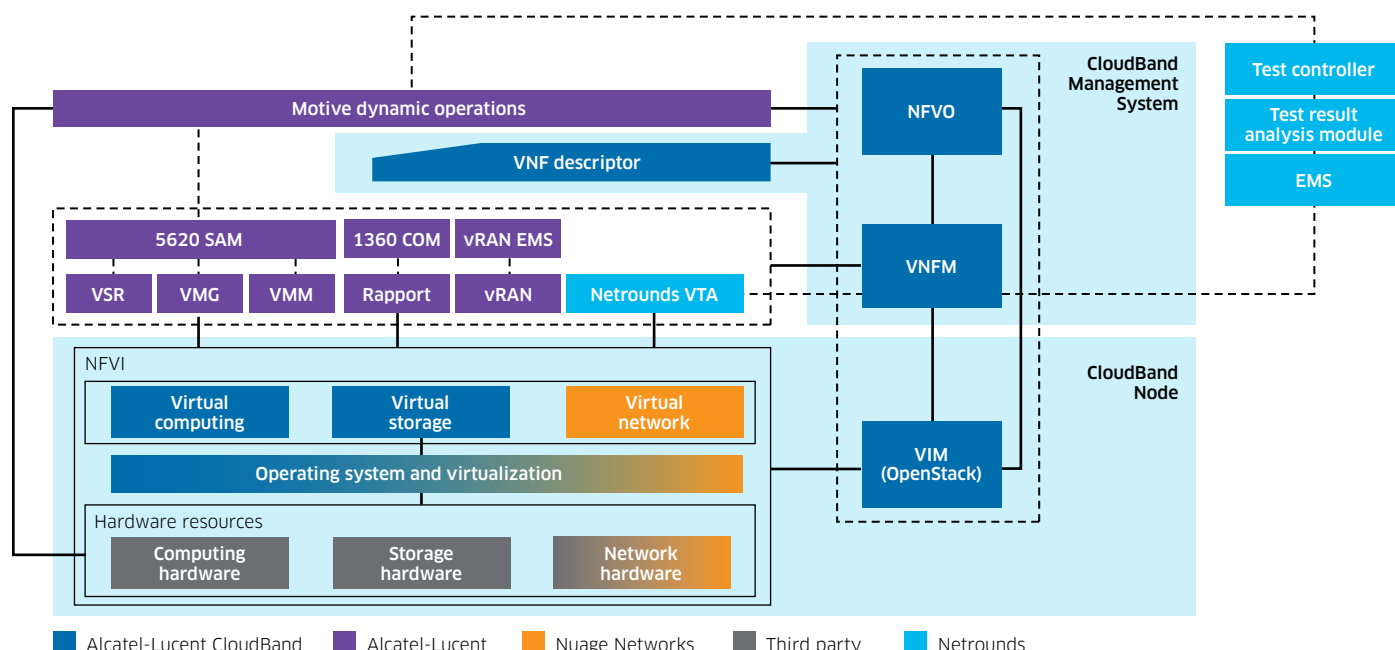 CloudBand
Management
System
Test controller
Motive dynamic operations
NFVO
Test result
analysis module
VNF descriptor
EMS
5620 SAM
1360 COM
vRAN EMS
VNFM
VSR
VMG
VMM
Rapport
vRAN
Netrounds VTA
NFVI
CloudBand
Node
Virtual
computing
Virtual
storage
Virtual
network
VIM
(OpenStack)
Operating system and virtualization
Hardware resources
Computing
hardware
Storage
hardware
Network
hardware
Alcatel-Lucent CloudBand
Alcatel-Lucent
Nuage Networks
Third party
Netrounds